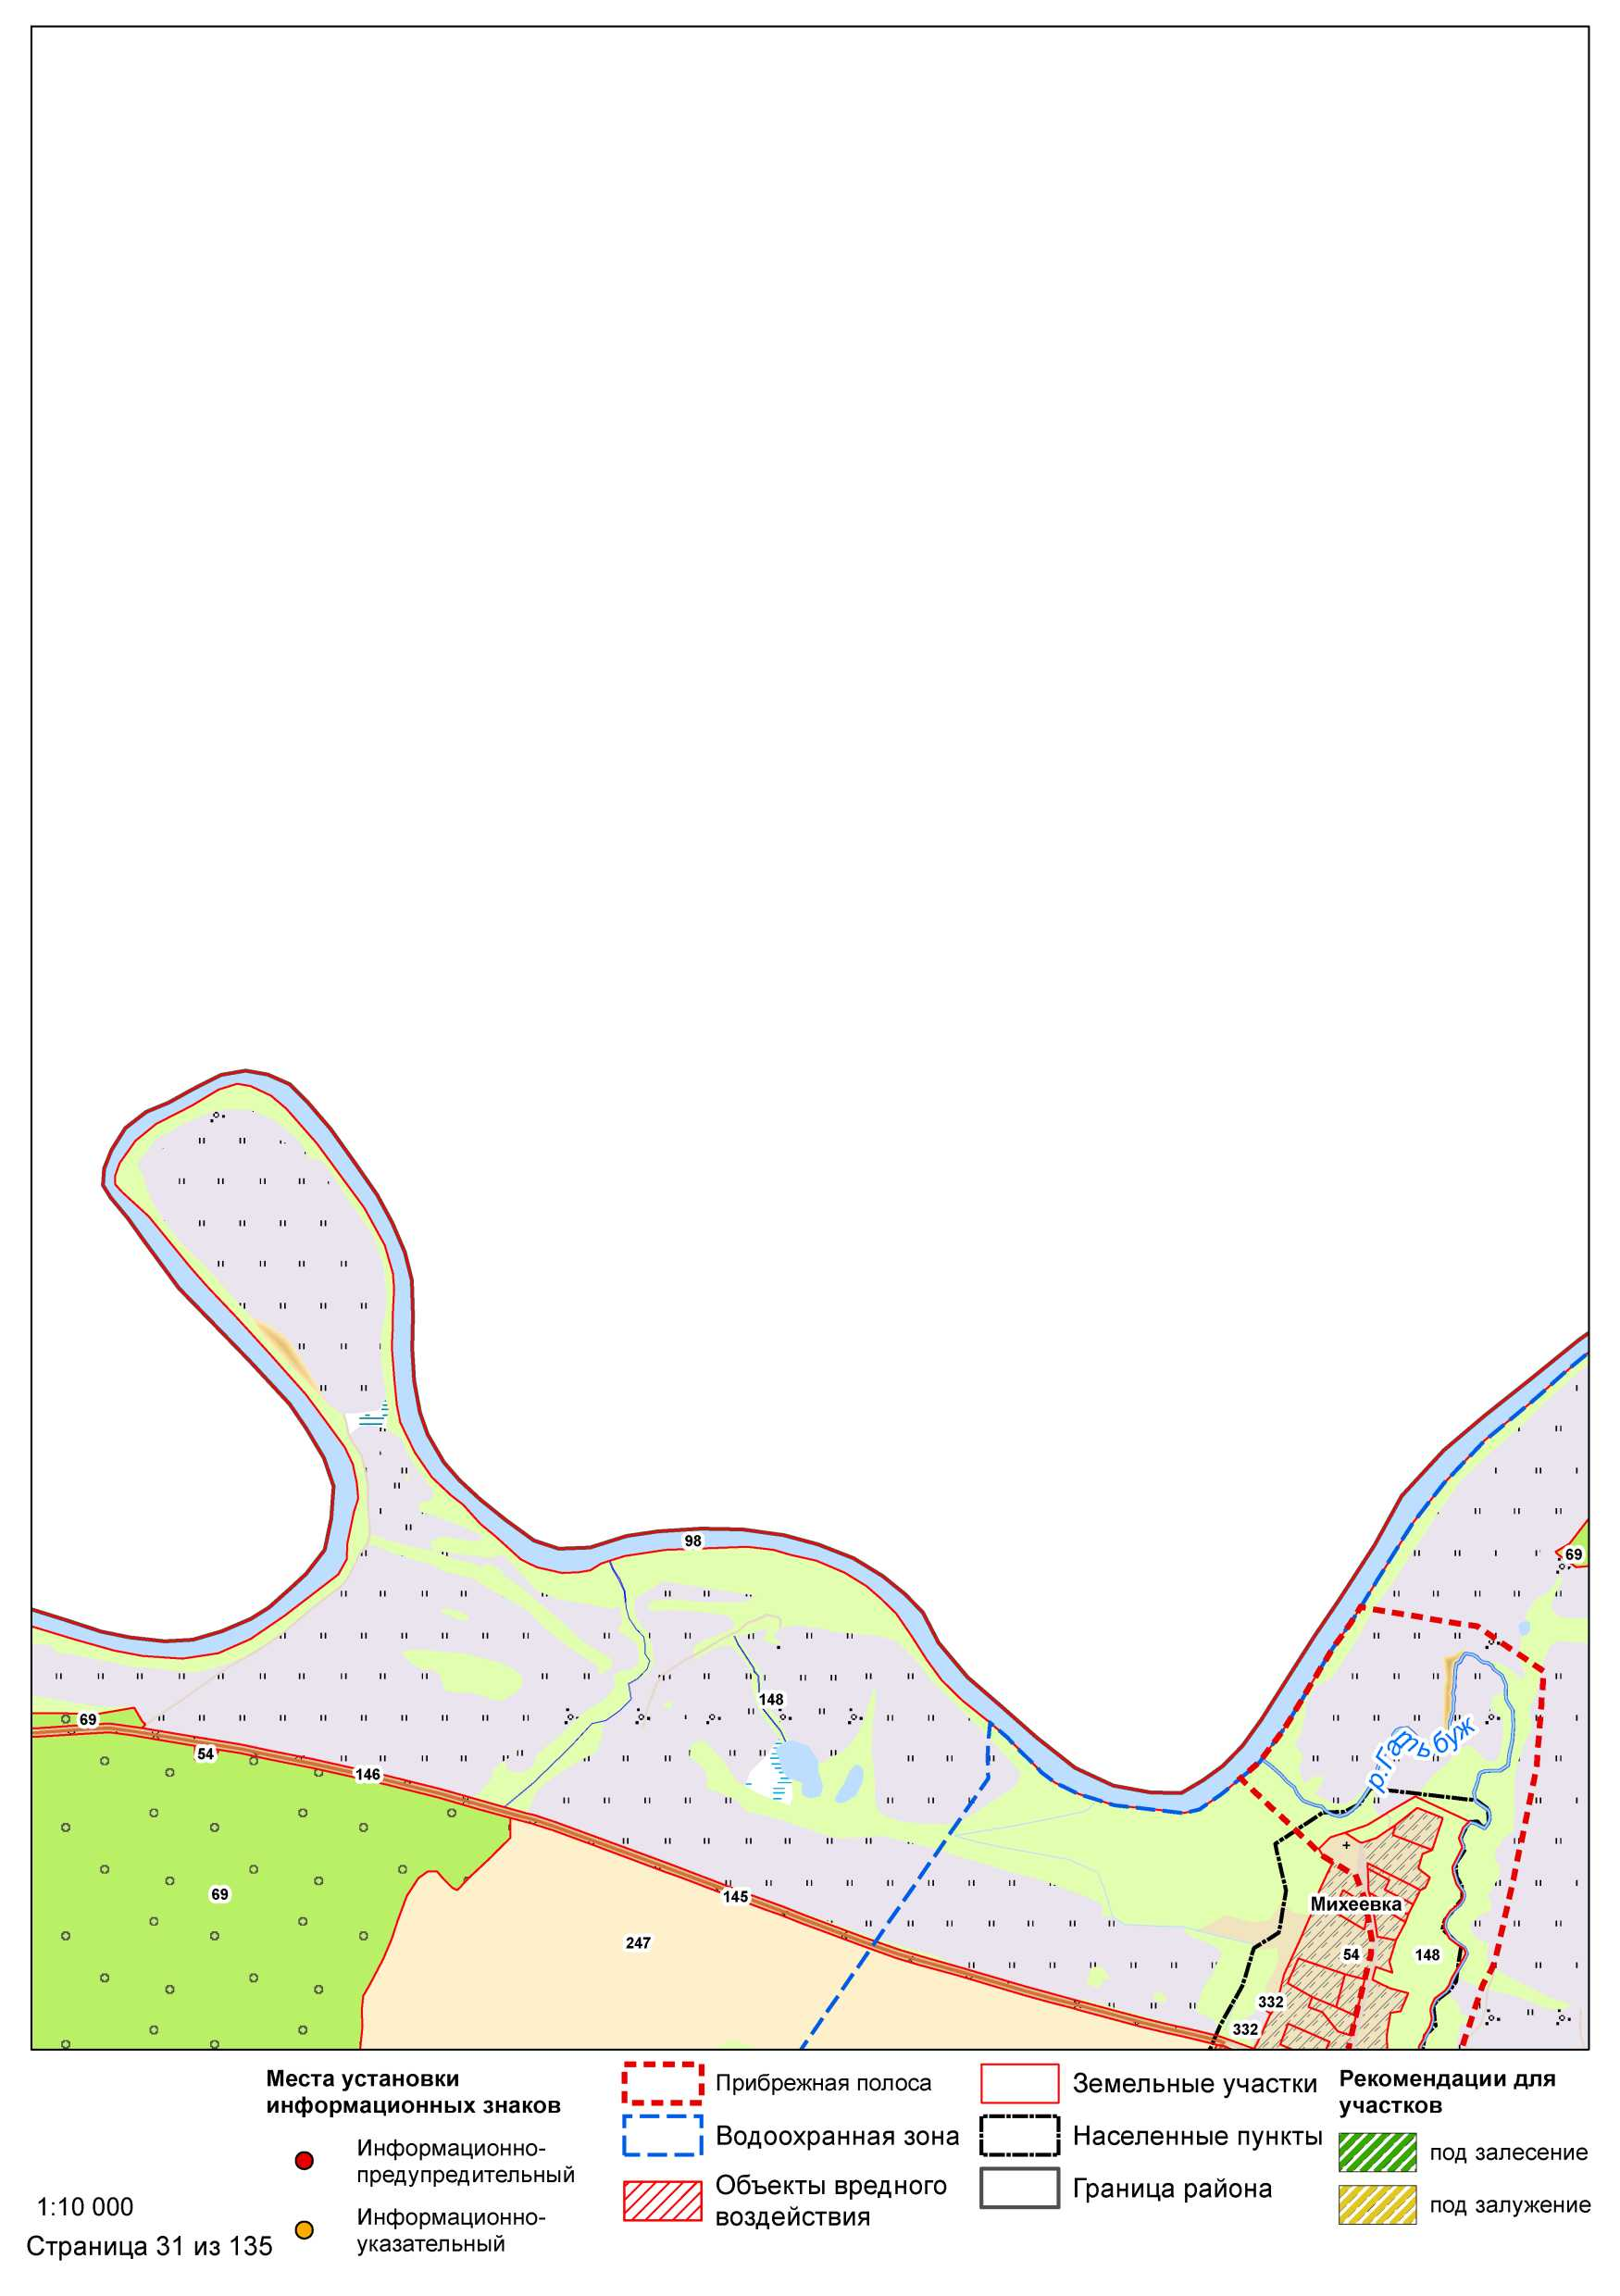 98
69
148
69
54
146
р.Газьбуж
69
145
Михеевка
247
54
148
332
332
Места установки
информационных знаков
Информационно-
предупредительный
Информационно-
указательный
Прибрежная полоса
Водоохранная зона
Объекты вредного
воздействия
Земельные участки
Населенные пункты
Граница района
Рекомендации для
участков
под залесение
под залужение
1:10 000
Страница 31 из 135